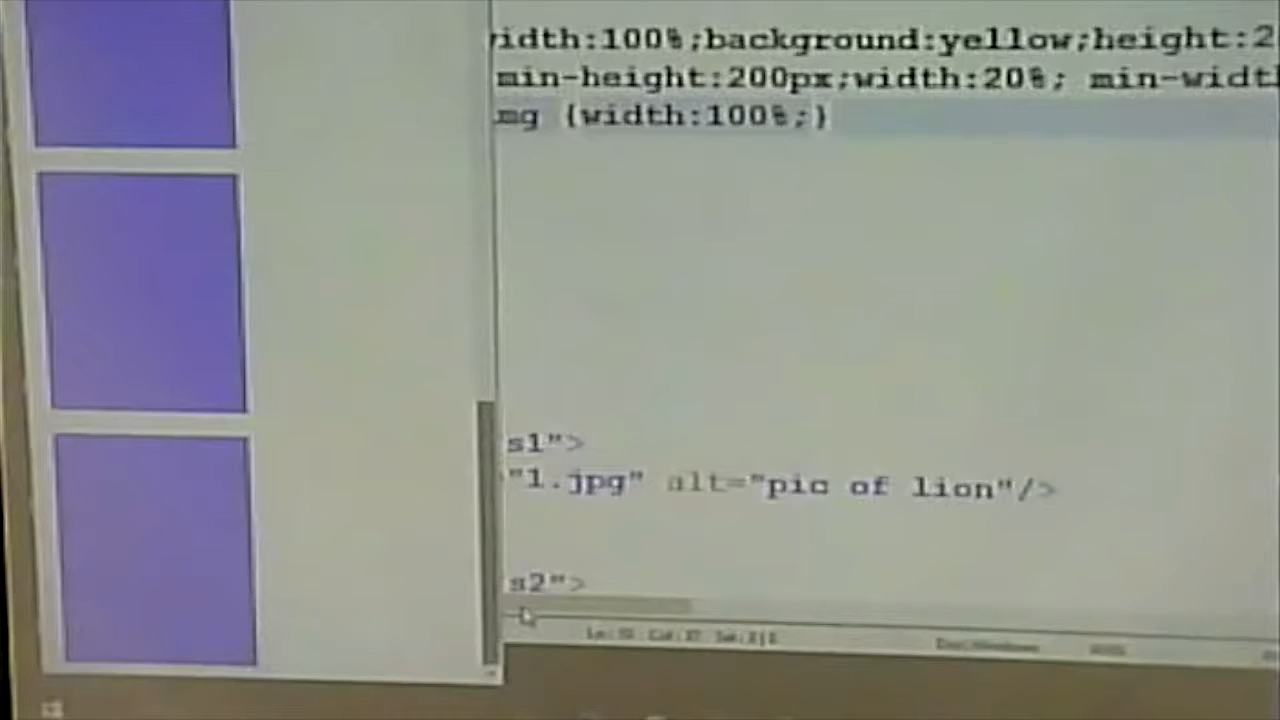 idth:100%;background:yellow;height:2
min-height:200px;width:20%; min-widt
mg {width:100%;}
s1">
"1.jpg" alt="pic of lion"/>
s2">